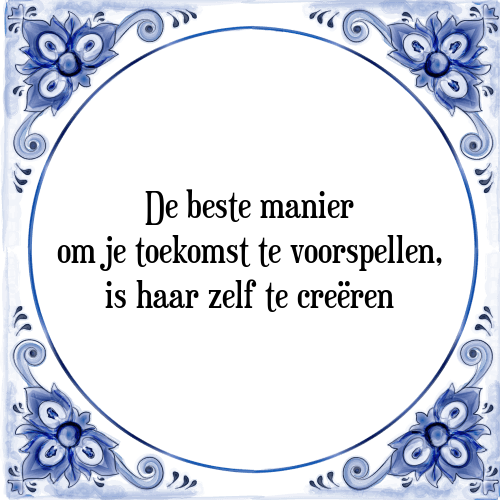 De beste manier
om je toekomst te voorspellen,
is haar zelf te creëren